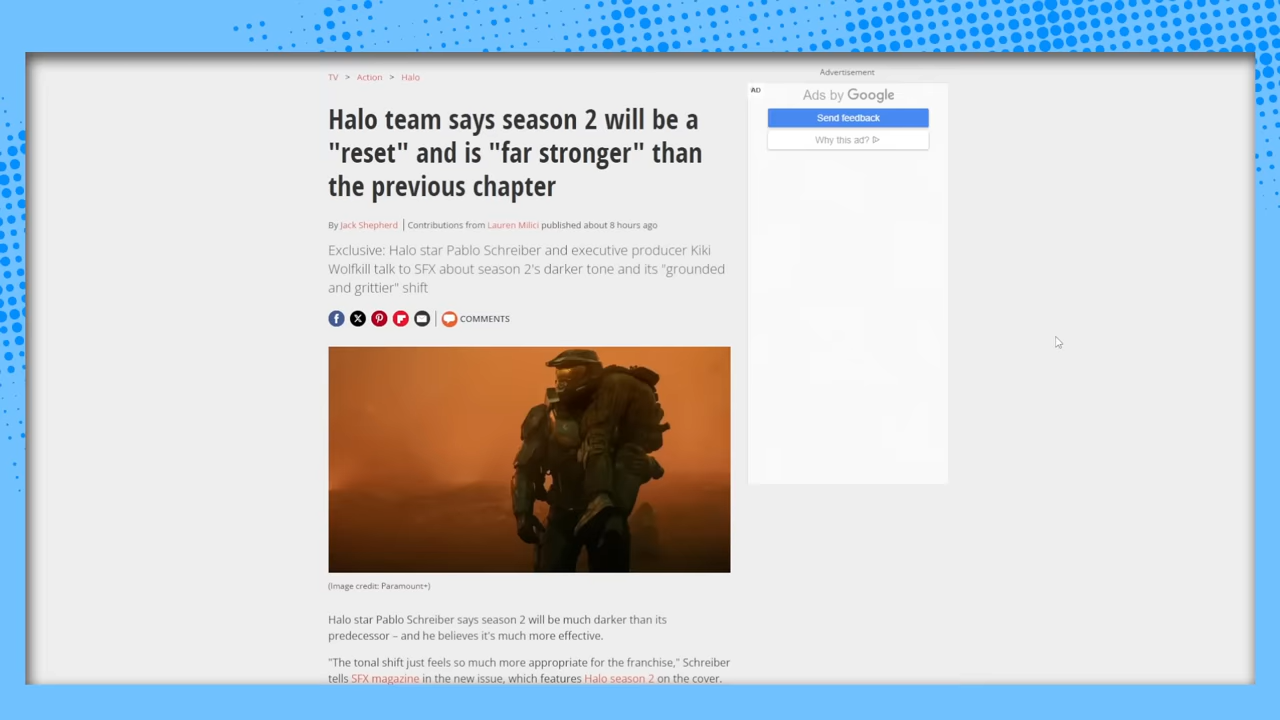 TV > Action > Halo
Advertisement
AD
Ads by Google
Send feedback
Why this ad?
Halo team says season 2 will be a
"reset" and is "far stronger" than
the previous chapter
By Jack Shepherd | Contributions from Lauren Milici published about 8 hours ago
Exclusive: Halo star Pablo Schreiber and executive producer Kiki
Wolfkill talk to SFX about season 2's darker tone and its "grounded
and grittier" shift
COMMENTS
(Image credit: Paramount+)
Halo star Pablo Schreiber says season 2 will be much darker than its
predecessor – and he believes it's much more effective.
"The tonal shift just feels so much more appropriate for the franchise," Schreiber
tells SFX magazine in the new issue, which features Halo season 2 on the cover.